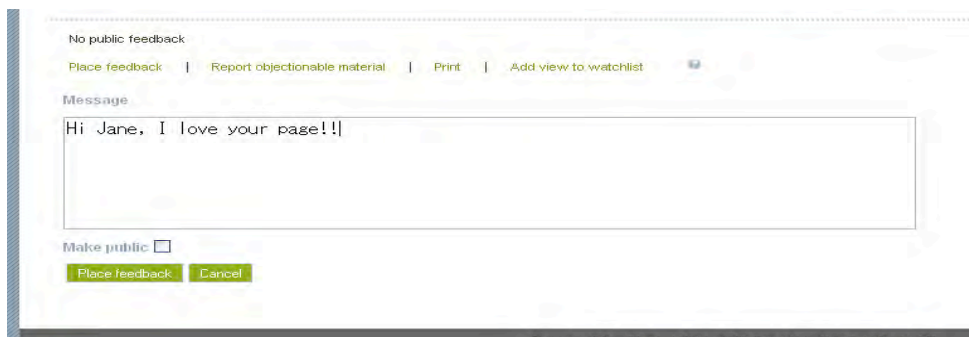 No public feedback
Place feedback | Report objectionable material | Print | Add view to watchlist
Message
Hi Jane, I love your page!!
Make public
Place feedback Cancel